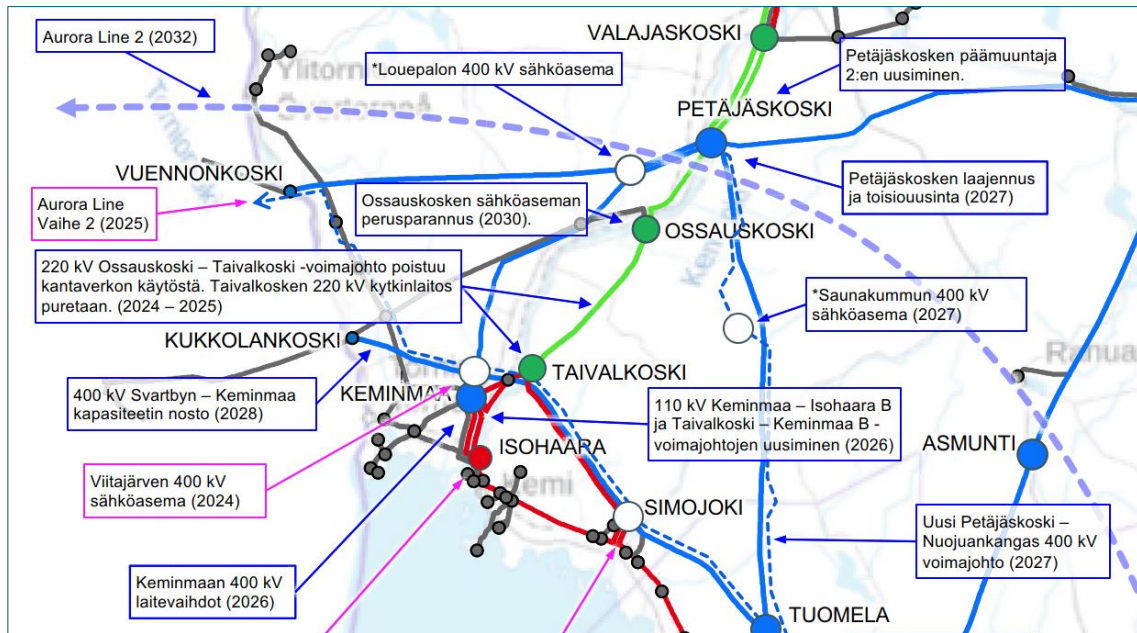 Aurora Line 2 (2032)
*Louepalon 400 kV sähköasema
VALAJASKOSKI
Petäjäskosken
päämuuntaja
2:en uusiminen.
Ylitornio
Övertorneå
PETÄJÄSKOSKI
VUENNONKOSKI
Aurora Line
Vaihe 2 (2025)
Ossauskosken sähköaseman
perusparannus (2030).
OSSAUSKOSKI
Petäjäskosken laajennus
ja toisiouusinta
(2027)
220 kV Ossauskoski – Taivalkoski -voimajohto poistuu
kantaverkon käytöstä. Taivalkosken 220 kV kytkinlaitos
puretaan. (2024 – 2025)
*Saunakummun 400 kV
sähköasema (2027)
Ranua
KUKKOLANKOSKI
TAIVALKOSKI
KEMINMAA
400 kV Svartbyn – Keminmaa
kapasiteetin nosto (2028)
110 kV Keminmaa – Isohaara B
ja Taivalkoski – Keminmaa B -
voimajohtojen uusiminen (2026)
ASMUNTI
ISOHAARA
Kemi
Viitajärven 400 kV
sähköasema (2024)
SIMOJOKI
Uusi Petäjäskoski –
Nuojuankangas 400 kV
voimajohto (2027)
Keminmaan 400 kV
laitevaihdot (2026)
TUOMELA